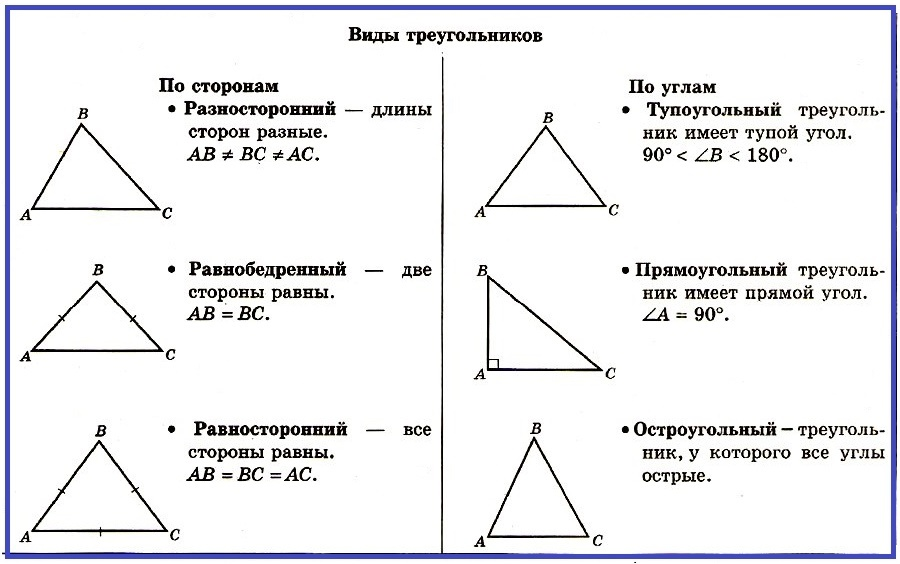 Виды треугольников
По сторонам
B
A
C
• Разносторонний — длины
сторон разные.
AB ≠ BC ≠ AC.
B
A
C
• Равнобедренный — две
стороны равны.
AB = BC.
B
A
C
• Равносторонний — все
стороны равны.
AB = BC = AC.
По углам
B
A
C
• Тупоугольный треуголь-
ник имеет тупой угол.
90° < ∠B < 180°.
B
A
C
• Прямоугольный треуголь-
ник имеет прямой угол.
∠A = 90°.
B
A
C
• Остроугольный – треуголь-
ник, у которого все углы
острые.